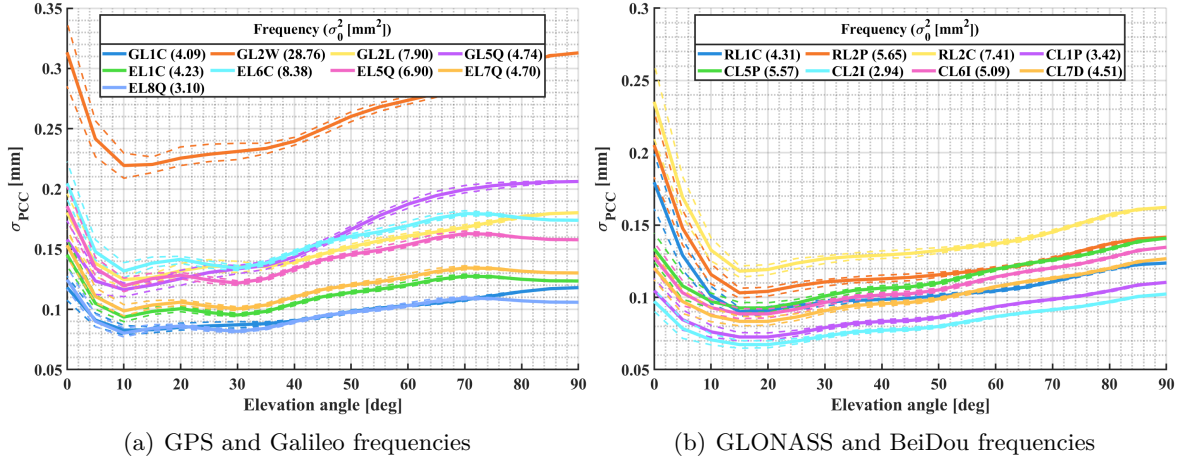 Frequency (σ₀² [mm²])
GL1C (4.09) GL2W (28.76) GL2L (7.90) GL5Q (4.74)
EL1C (4.23) EL6C (8.38) EL5Q (6.90) EL7Q (4.70)
EL8Q (3.10)
0.35
0.3
0.25
0.2
0.15
0.1
0.05
σPCC [mm]
0 10 20 30 40 50 60 70 80 90
Elevation angle [deg]
(a) GPS and Galileo frequencies
Frequency (σ₀² [mm²])
RL1C (4.31) RL2P (5.65) RL2C (7.41) CL1P (3.42)
CL5P (5.57) CL2I (2.94) CL6I (5.09) CL7D (4.51)
0.3
0.25
0.2
0.15
0.1
0.05
σPCC [mm]
0 10 20 30 40 50 60 70 80 90
Elevation angle [deg]
(b) GLONASS and BeiDou frequencies